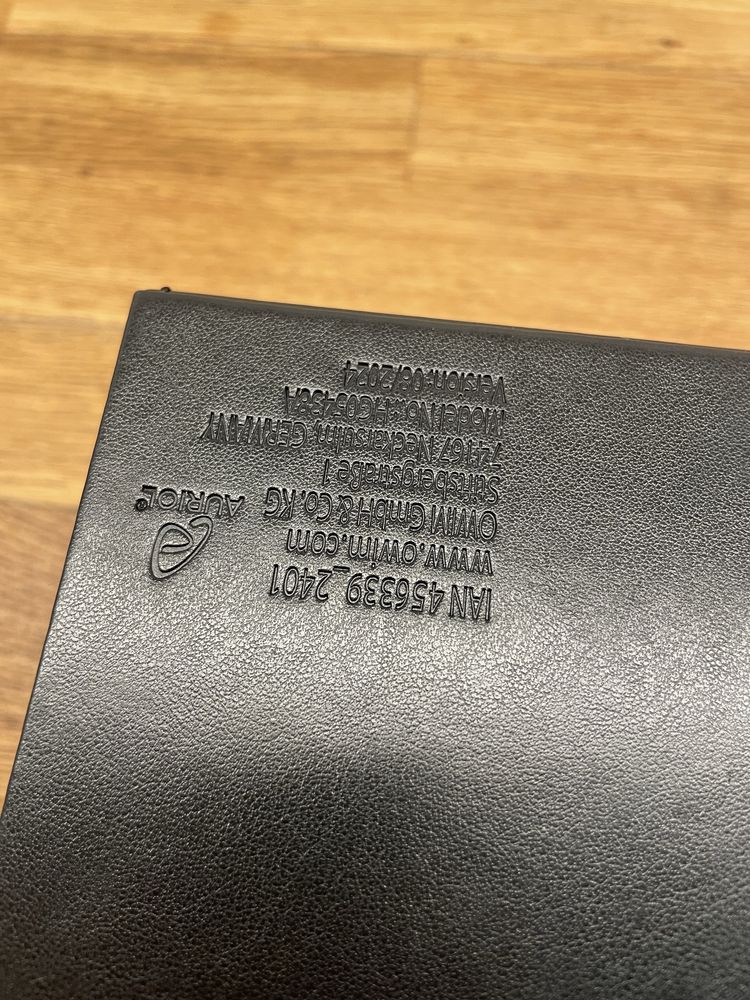 IAN 456339_2401
www.owim.com
OWIM GmbH & Co. KG
Stiftsbergstraße 1
74167 Neckarsulm, GERMANY
Model No.: HG05438A
Version: 08/2024
AURIOL®